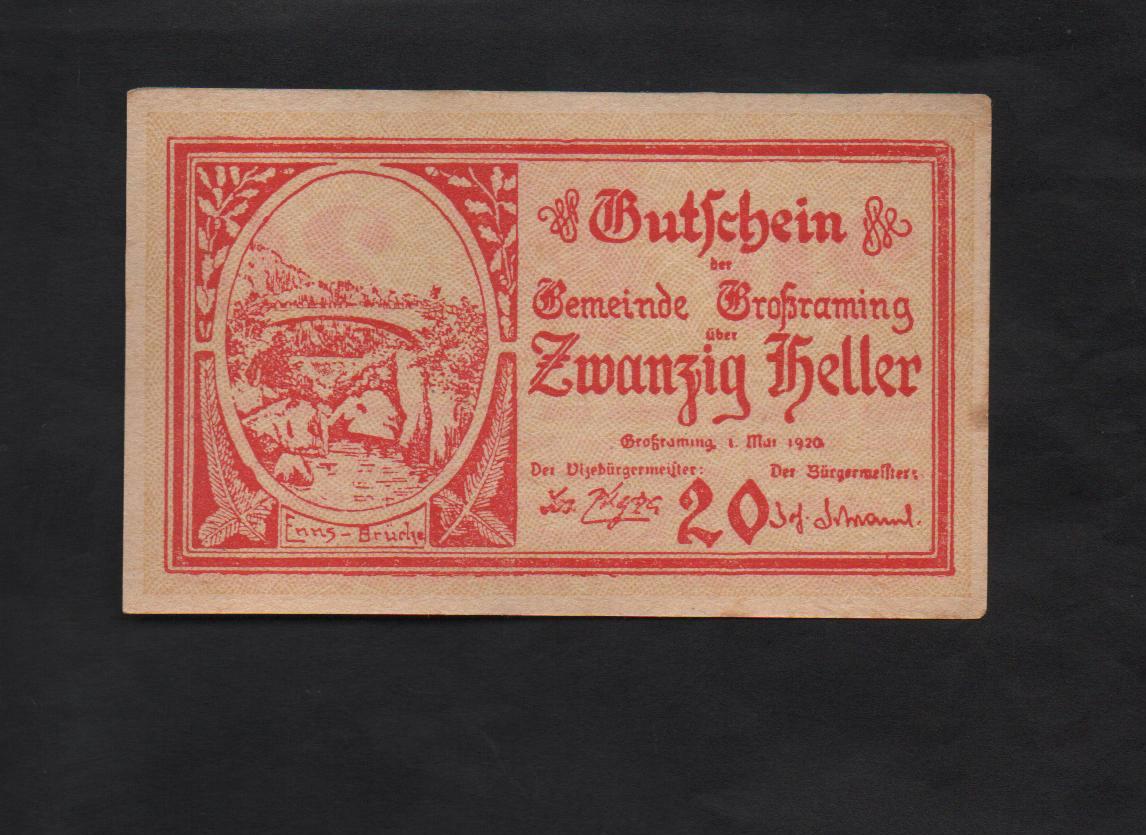 Gutschein
der
Gemeinde Großraming
über
Zwanzig Heller
Großraming, 1. Mai 1920
Der Vizebürgermeister: Der Bürgermeister:
20
Enns-Brücke